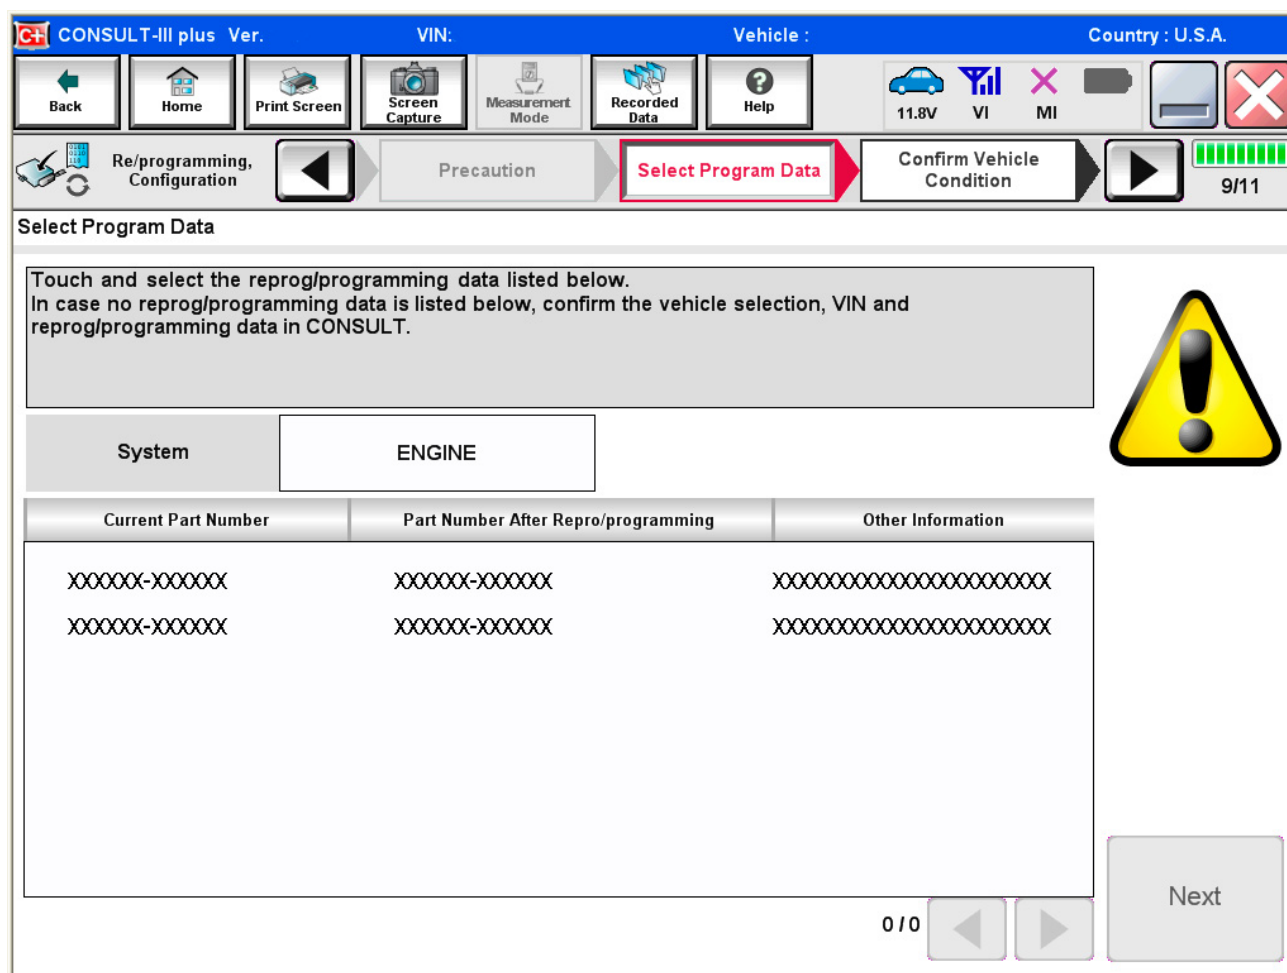 C+ CONSULT-III plus Ver. VIN: Vehicle : Country : U.S.A.
Back Home Print Screen Screen Capture Measurement Mode Recorded Data Help 11.8V VI MI
Re/programming, Configuration Precaution Select Program Data Confirm Vehicle Condition 9/11
Select Program Data
Touch and select the reprog/programming data listed below.
In case no reprog/programming data is listed below, confirm the vehicle selection, VIN and
reprog/programming data in CONSULT.
System ENGINE
Current Part Number Part Number After Repro/programming Other Information
XXXXXX-XXXXXX XXXXXX-XXXXXX XXXXXXXXXXXXXXXXXXXXXX
XXXXXX-XXXXXX XXXXXX-XXXXXX XXXXXXXXXXXXXXXXXXXXXX
Next
0/0